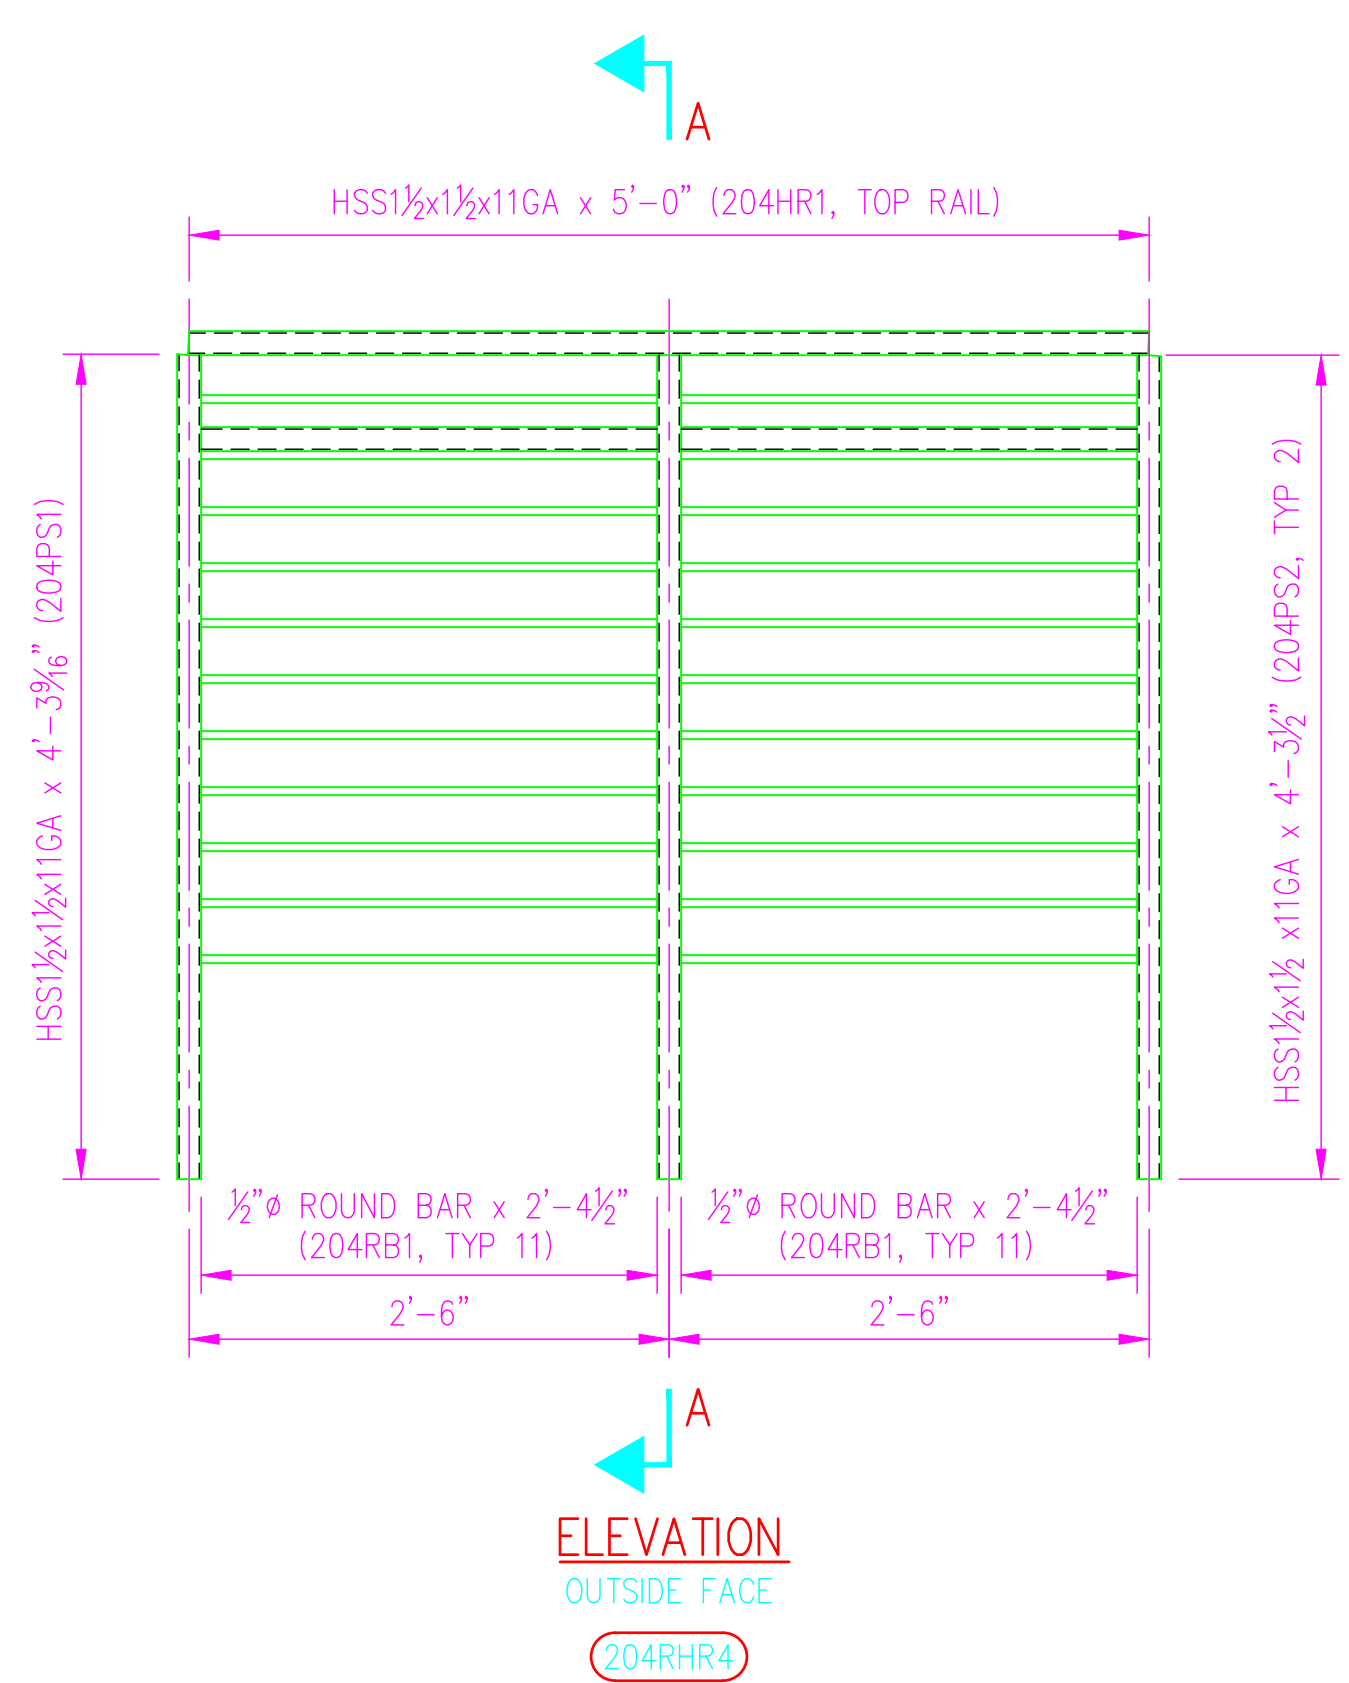 A
HSS1½x1½x11GA x 5'-0" (204HR1, TOP RAIL)
HSS1½x1½x11GA x 4'-3⁹⁄₁₆" (204PS1)
HSS1½x1½ x11GA x 4'-3½" (204PS2, TYP 2)
½"ø ROUND BAR x 2'-4½"
(204RB1, TYP 11)
½"ø ROUND BAR x 2'-4½"
(204RB1, TYP 11)
2'-6"
2'-6"
A
ELEVATION
OUTSIDE FACE
204RHR4